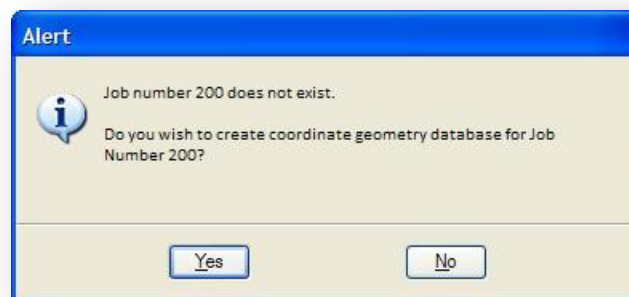 Alert
Job number 200 does not exist.
Do you wish to create coordinate geometry database for Job
Number 200?
Yes
No